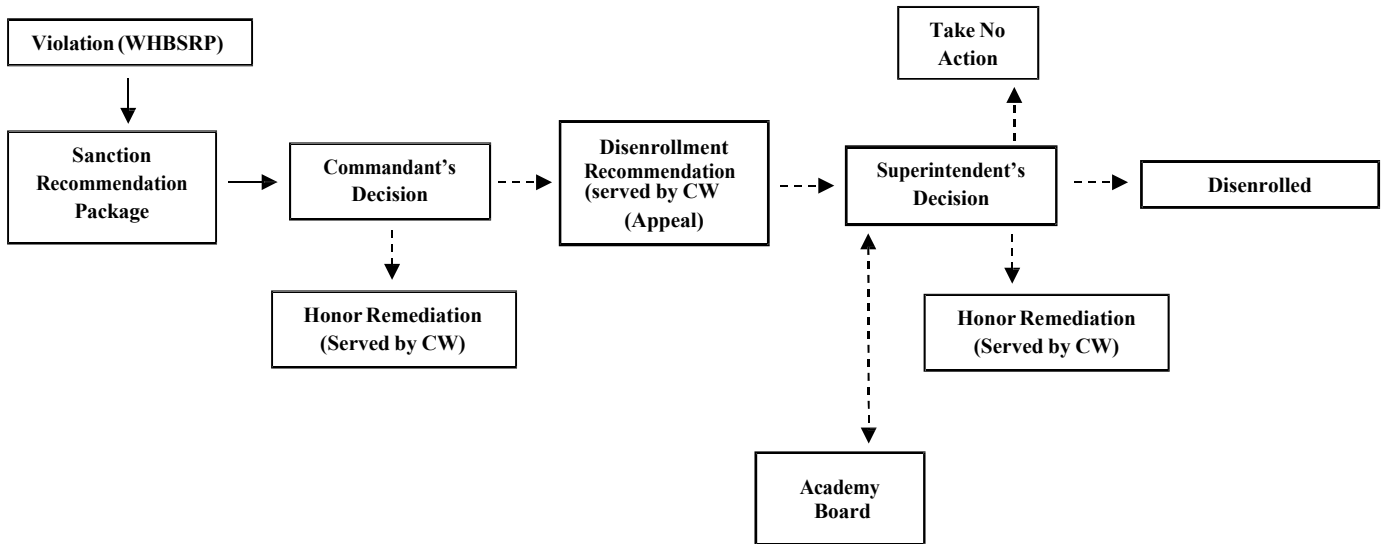 Violation (WHBSRP)
Sanction
Recommendation
Package
Commandant's
Decision
Honor Remediation
(Served by CW)
Disenrollment
Recommendation
(served by CW
(Appeal)
Superintendent's
Decision
Take No
Action
Disenrolled
Honor Remediation
(Served by CW)
Academy
Board